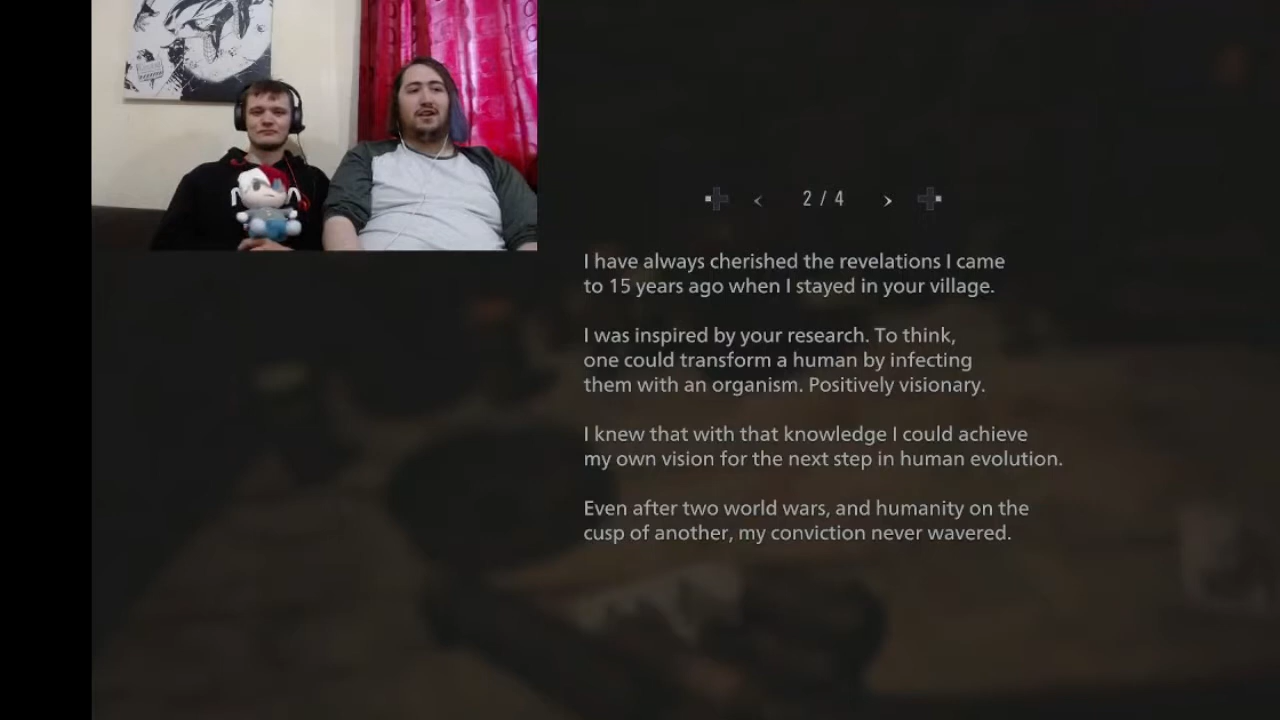 < 2 / 4 >
I have always cherished the revelations I came
to 15 years ago when I stayed in your village.
I was inspired by your research. To think,
one could transform a human by infecting
them with an organism. Positively visionary.
I knew that with that knowledge I could achieve
my own vision for the next step in human evolution.
Even after two world wars, and humanity on the
cusp of another, my conviction never wavered.